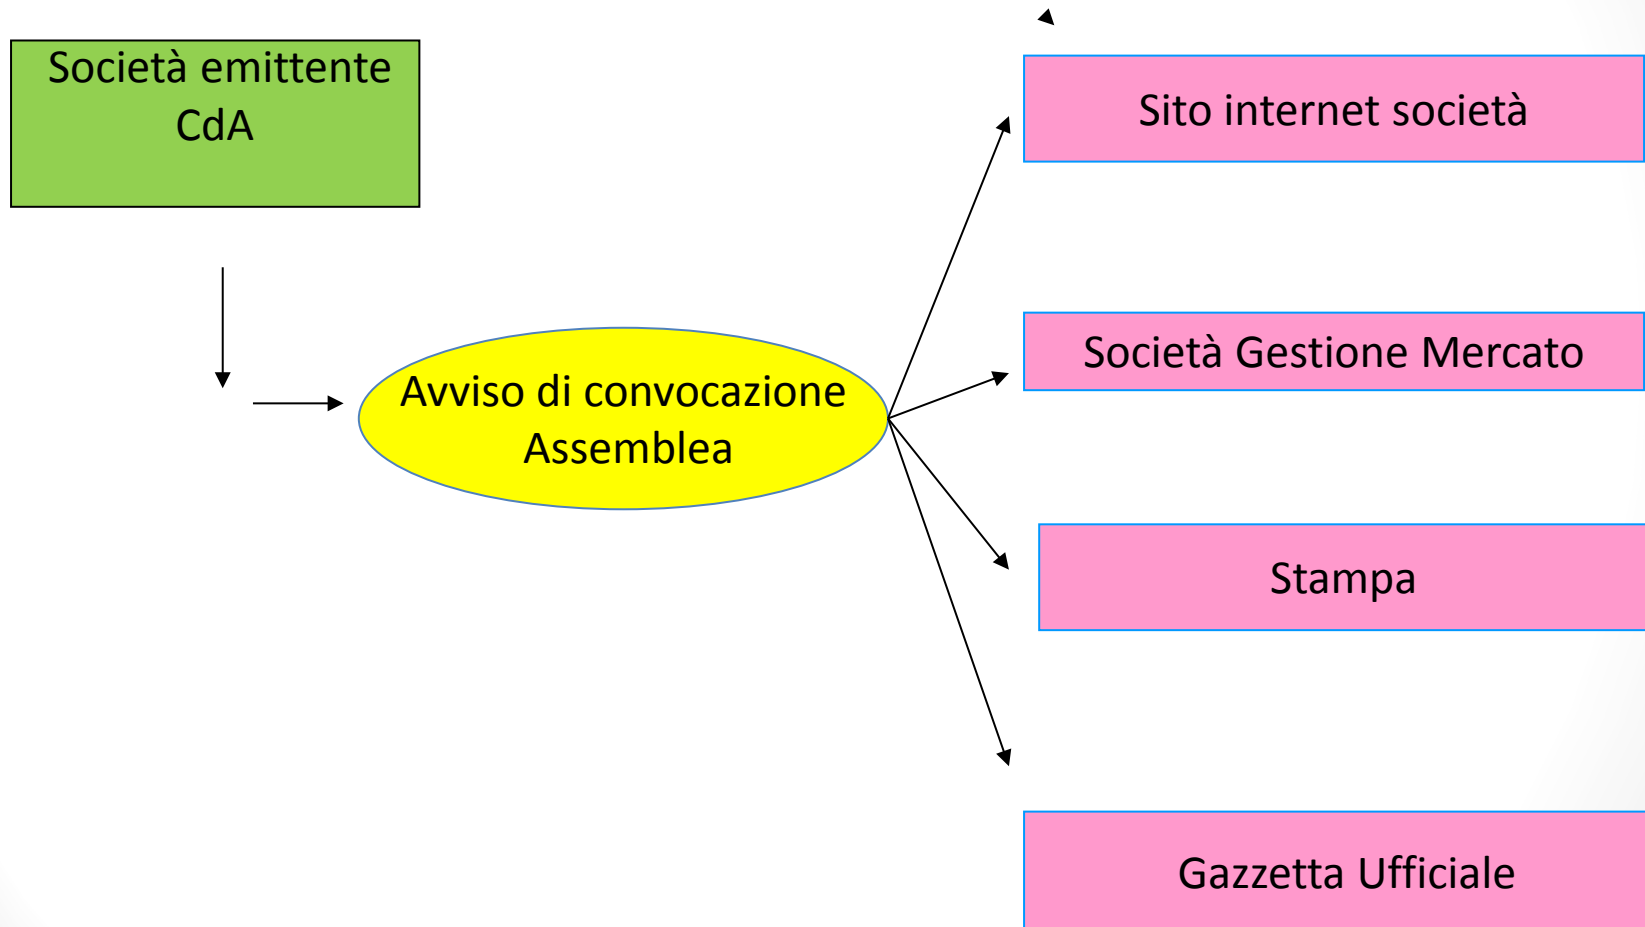 Società emittente
CdA
Sito internet società
Società Gestione Mercato
Avviso di convocazione
Assemblea
Stampa
Gazzetta Ufficiale